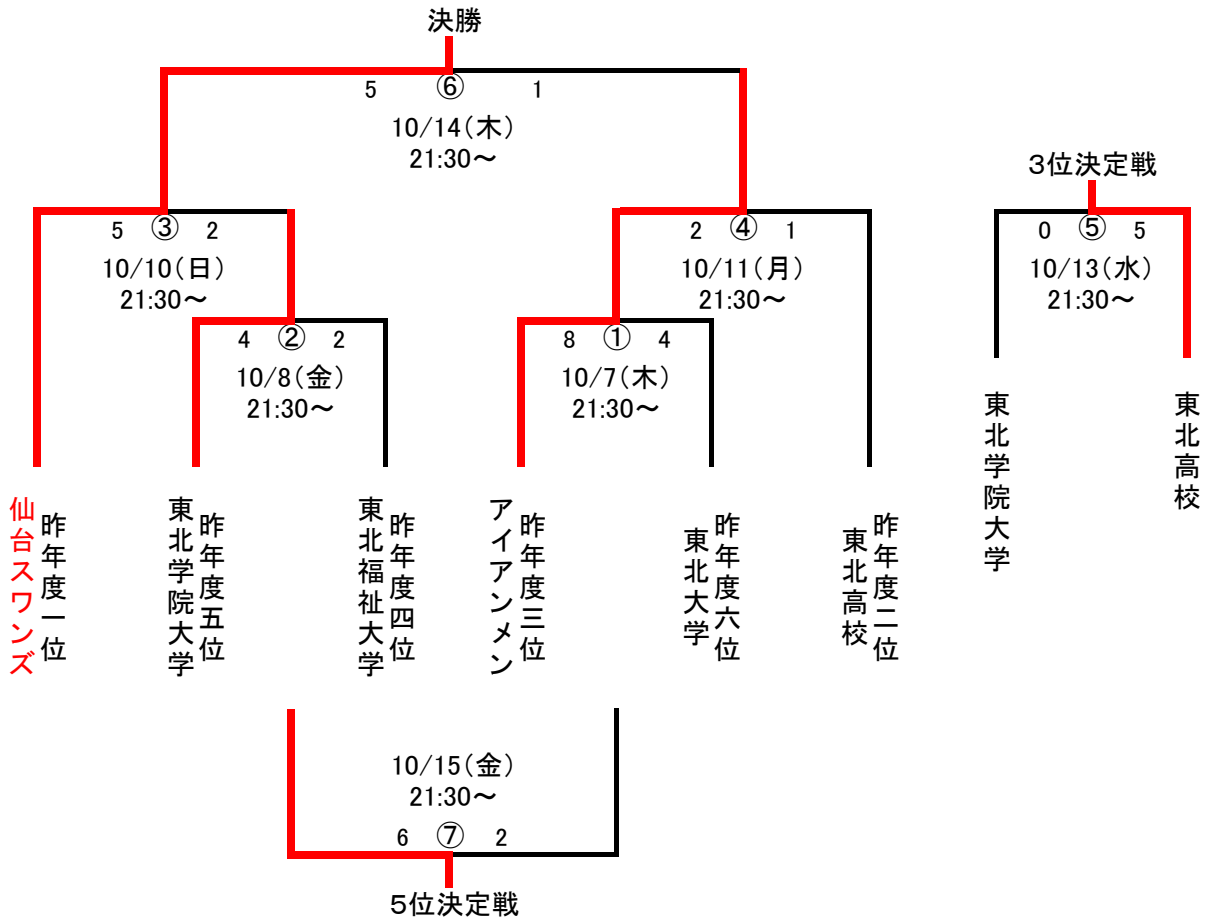 決勝
5 ⑥ 1
10/14(木)
21:30～
3位決定戦
5 ③ 2
10/10(日)
21:30～
2 ④ 1
10/11(月)
21:30～
0 ⑤ 5
10/13(水)
21:30～
4 ② 2
10/8(金)
21:30～
8 ① 4
10/7(木)
21:30～
東北学院大学
東北高校
昨年度一位
仙台スワンズ
昨年度五位
東北学院大学
昨年度四位
東北福祉大学
昨年度三位
アイアンメン
昨年度六位
東北大学
昨年度二位
東北高校
10/15(金)
21:30～
6 ⑦ 2
5位決定戦